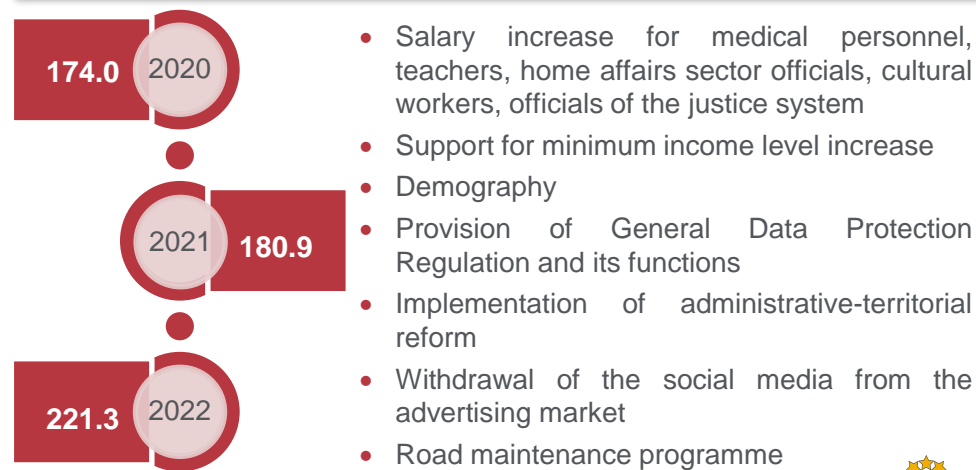 174.0 2020
2021 180.9
221.3 2022
• Salary increase for medical personnel,
teachers, home affairs sector officials, cultural
workers, officials of the justice system
• Support for minimum income level increase
• Demography
• Provision of General Data Protection
Regulation and its functions
• Implementation of administrative-territorial
reform
• Withdrawal of the social media from the
advertising market
• Road maintenance programme